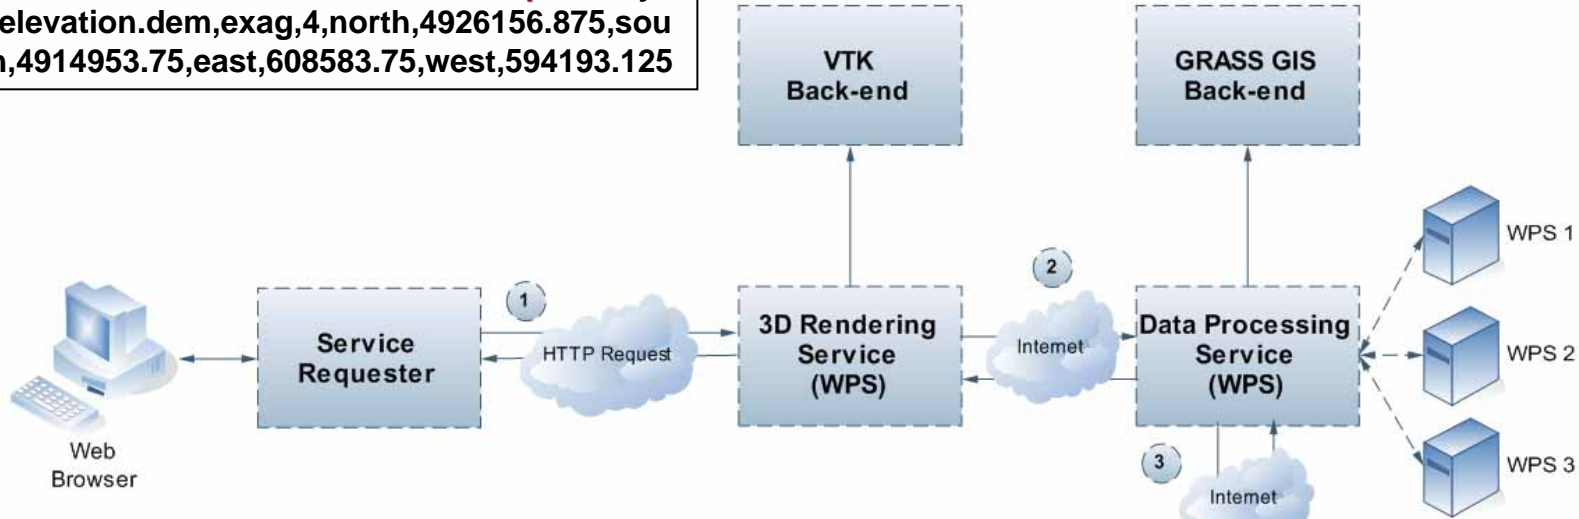 elevation.dem,exag,4,north,4926156.875,sou
,4914953.75,east,608583.75,west,594193.125
VTK
Back-end
GRASS GIS
Back-end
WPS 1
2
1
Service
Requester
HTTP Request
3D Rendering
Service
(WPS)
Internet
Data Processing
Service
(WPS)
WPS 2
Web
Browser
3
Internet
WPS 3